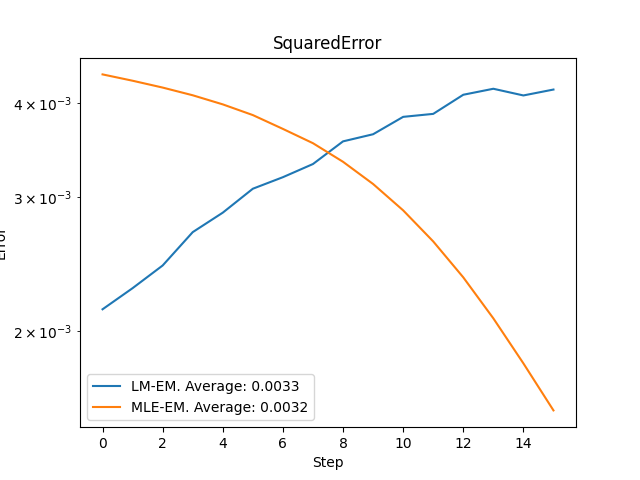 SquaredError
4 × 10⁻³
3 × 10⁻³
2 × 10⁻³
Error
LM-EM. Average: 0.0033
MLE-EM. Average: 0.0032
0 2 4 6 8 10 12 14
Step